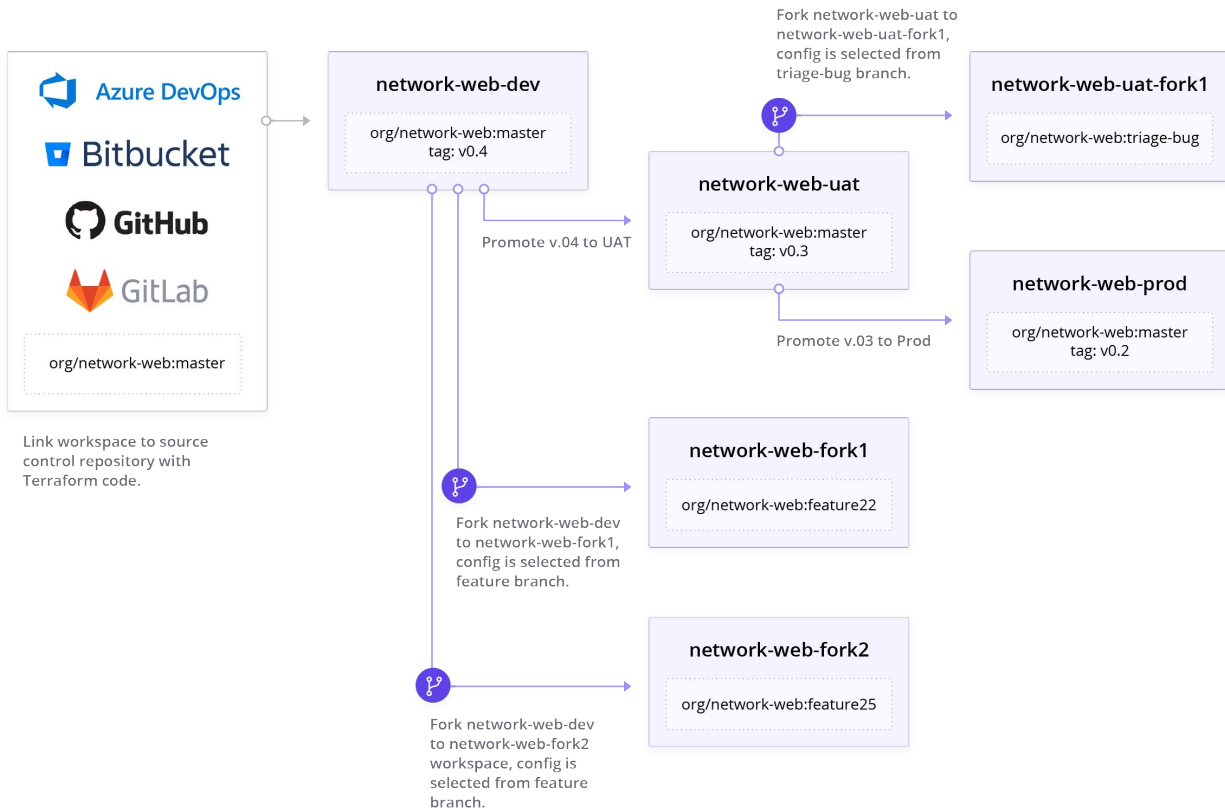 Azure DevOps
Bitbucket
GitHub
GitLab
org/network-web:master
Link workspace to source
control repository with
Terraform code.
network-web-dev
org/network-web:master
tag: v0.4
Promote v.04 to UAT
Fork network-web-uat to
network-web-uat-fork1,
config is selected from
triage-bug branch.
network-web-uat
org/network-web:master
tag: v0.3
Promote v.03 to Prod
network-web-uat-fork1
org/network-web:triage-bug
network-web-prod
org/network-web:master
tag: v0.2
Fork network-web-dev
to network-web-fork1,
config is selected from
feature branch.
network-web-fork1
org/network-web:feature22
Fork network-web-dev
to network-web-fork2
workspace, config is
selected from feature
branch.
network-web-fork2
org/network-web:feature25